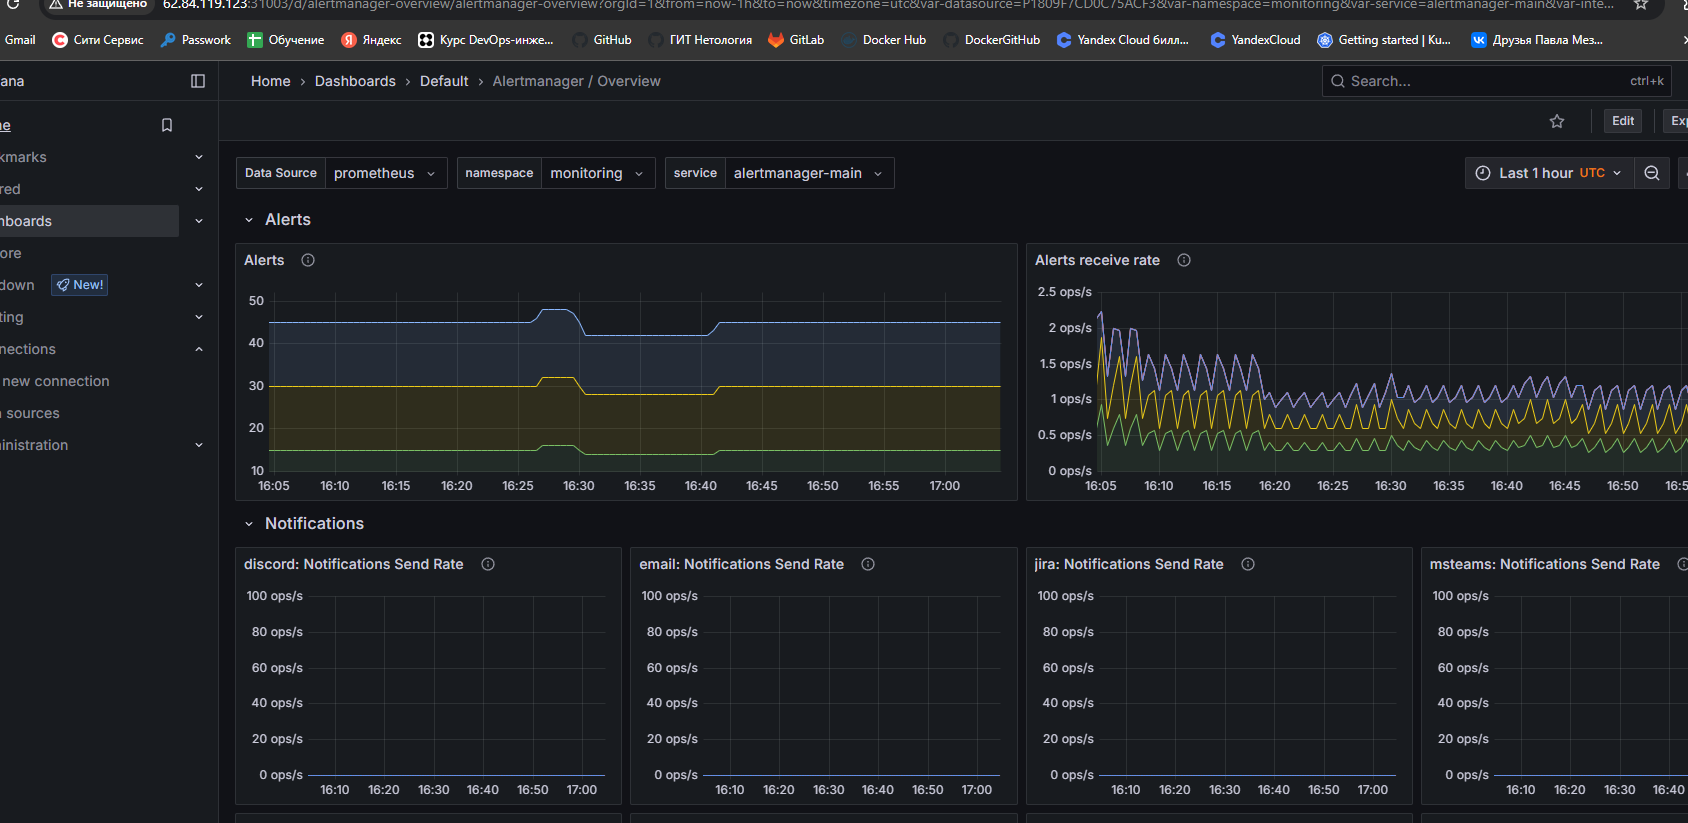 Не защищено 62.84.119.123:31003/d/alertmanager-overview/alertmanager-overview?orgId=1&from=now-1h&to=now&timezone=utc&var-datasource=P1809F7CD0C75ACF3&var-namespace=monitoring&var-service=alertmanager-main&var-inte...
Gmail Сити Сервис Passwork Обучение Яндекс Курс DevOps-инже... GitHub ГИТ Нетология GitLab Docker Hub DockerGitHub Yandex Cloud билл... YandexCloud Getting started | Ku... Друзья Павла Мез...
ana Home › Dashboards › Default › Alertmanager / Overview Search... ctrl+k
ne
kmarks
red
boards
ore
down New!
ting
nections
new connection
sources
inistration
Edit Exp
Data Source prometheus namespace monitoring service alertmanager-main Last 1 hour UTC
Alerts
Alerts
50
40
30
20
10
16:05 16:10 16:15 16:20 16:25 16:30 16:35 16:40 16:45 16:50 16:55 17:00
Alerts receive rate
2.5 ops/s
2 ops/s
1.5 ops/s
1 ops/s
0.5 ops/s
0 ops/s
16:05 16:10 16:15 16:20 16:25 16:30 16:35 16:40 16:45 16:50 16:5
Notifications
discord: Notifications Send Rate
100 ops/s
80 ops/s
60 ops/s
40 ops/s
20 ops/s
0 ops/s
16:10 16:20 16:30 16:40 16:50 17:00
email: Notifications Send Rate
100 ops/s
80 ops/s
60 ops/s
40 ops/s
20 ops/s
0 ops/s
16:10 16:20 16:30 16:40 16:50 17:00
jira: Notifications Send Rate
100 ops/s
80 ops/s
60 ops/s
40 ops/s
20 ops/s
0 ops/s
16:10 16:20 16:30 16:40 16:50 17:00
msteams: Notifications Send Rate
100 ops/s
80 ops/s
60 ops/s
40 ops/s
20 ops/s
0 ops/s
16:10 16:20 16:30 16:40